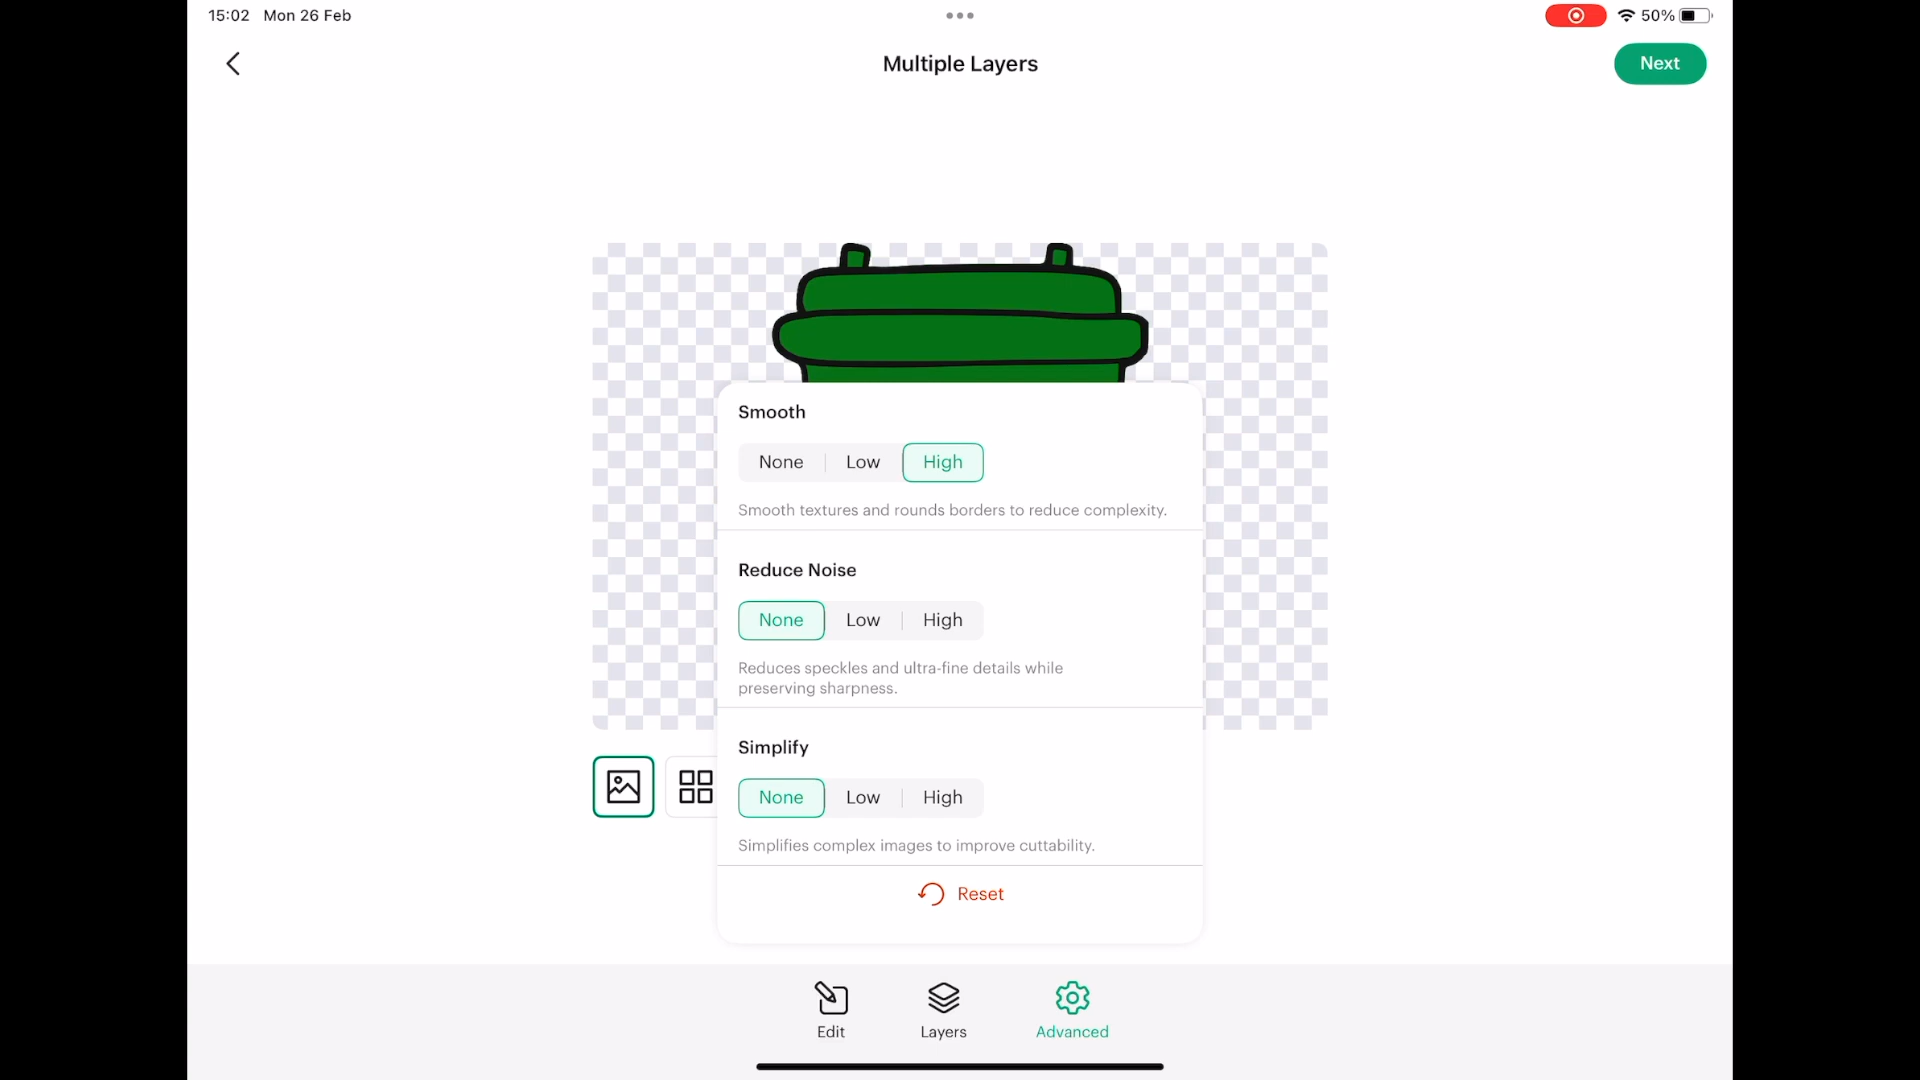 15:02 Mon 26 Feb
50%
Multiple Layers
Next
Smooth
None Low High
Smooth textures and rounds borders to reduce complexity.
Reduce Noise
None Low High
Reduces speckles and ultra-fine details while
preserving sharpness.
Simplify
None Low High
Simplifies complex images to improve cuttability.
Reset
Edit Layers Advanced